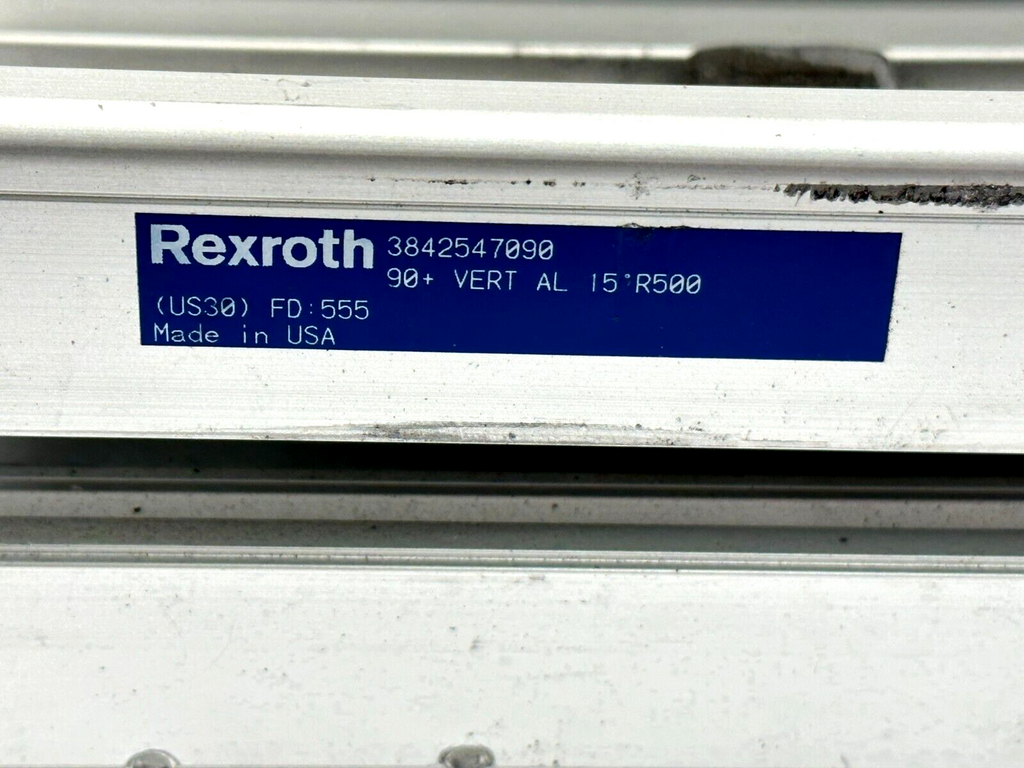 Rexroth 3842547090
90+ VERT AL 15°R500
(US30) FD:555
Made in USA